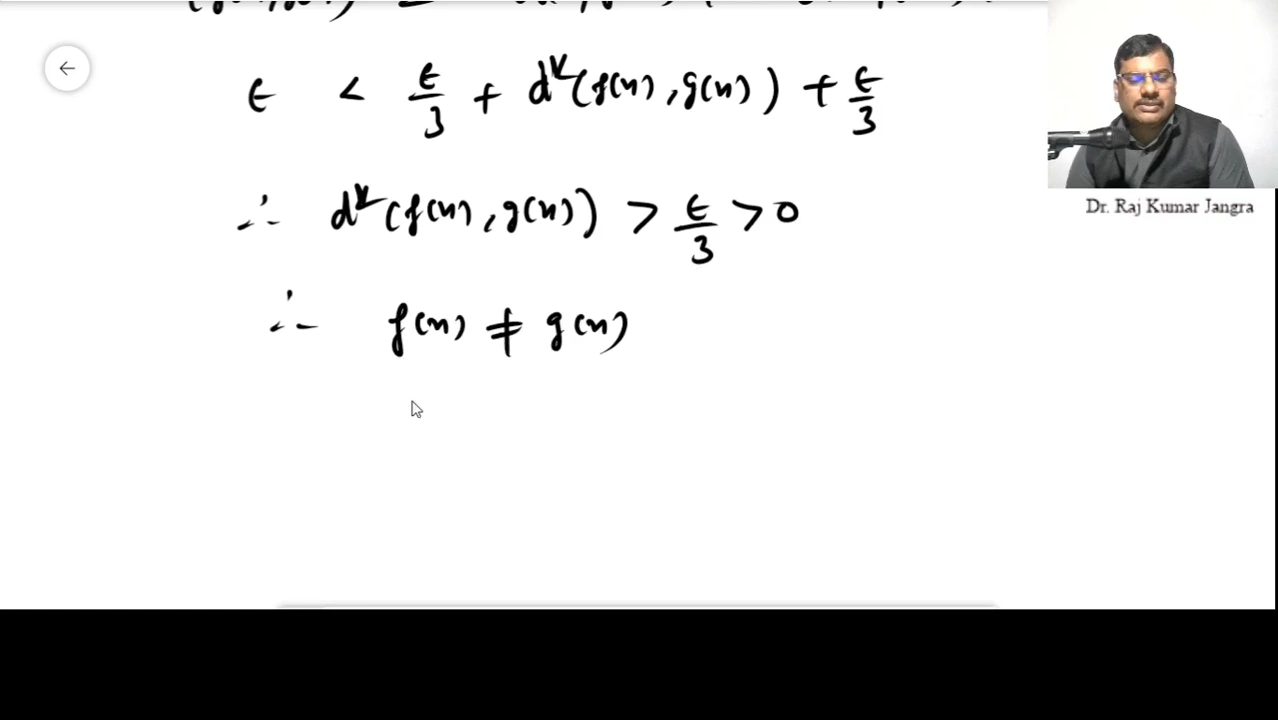 ε < ε/3 + d*(f(x), g(x)) + ε/3
∴ d*(f(x), g(x)) > ε/3 > 0
∴ f(x) ≠ g(x)
Dr. Raj Kumar Jangra